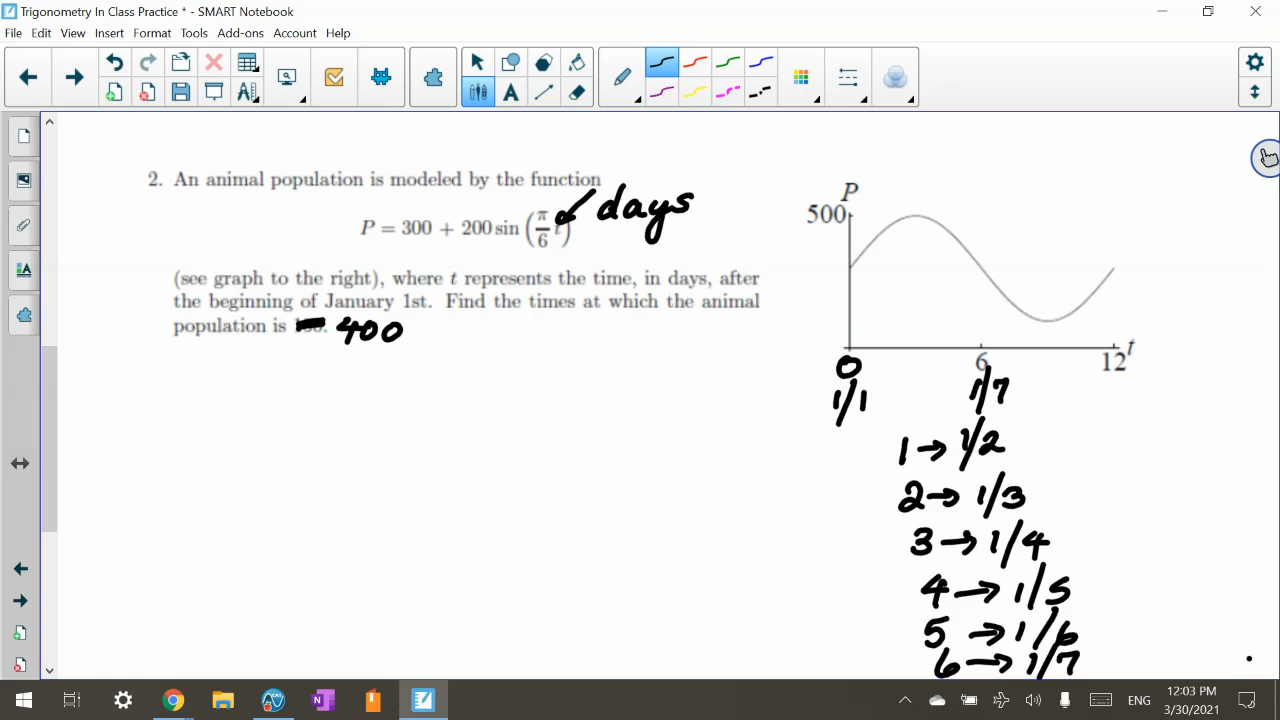 Trigonometry In Class Practice * - SMART Notebook
File Edit View Insert Format Tools Add-ons Account Help
2. An animal population is modeled by the function
P = 300 + 200 sin (π/6 t)
days
(see graph to the right), where t represents the time, in days, after
the beginning of January 1st. Find the times at which the animal
population is . 400
P
500
t
6
12
0
1/1
1/7
1 → 1/2
2 → 1/3
3 → 1/4
4 → 1/5
5 → 1/6
6 → 1/7
ENG
12:03 PM
3/30/2021